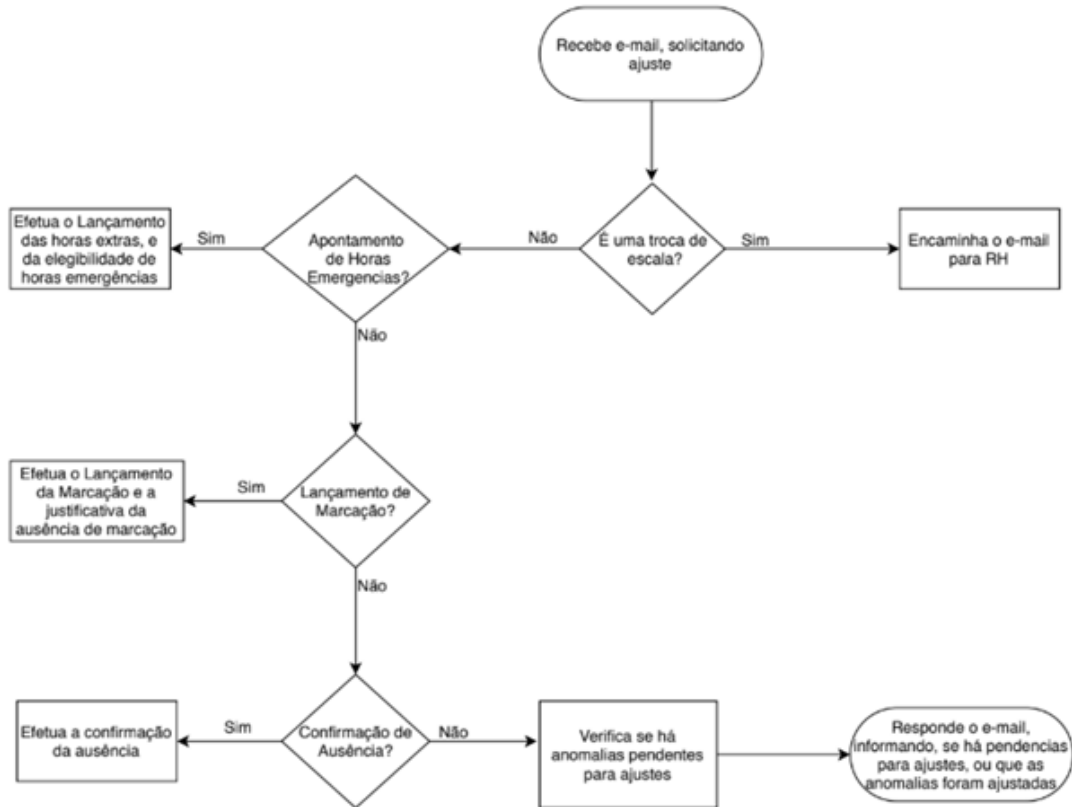 Recebe e-mail, solicitando
ajuste
É uma troca de
escala?
Sim
Encaminha o e-mail
para RH
Não
Apontamento
de Horas
Emergencias?
Sim
Efetua o Lançamento
das horas extras, e
da elegibilidade de
horas emergências
Não
Lançamento de
Marcação?
Sim
Efetua o Lançamento
da Marcação e a
justificativa da
ausência de marcação
Não
Confirmação de
Ausência?
Sim
Efetua a confirmação
da ausência
Não
Verifica se há
anomalias pendentes
para ajustes
Responde o e-mail,
informando, se há pendencias
para ajustes, ou que as
anomalias foram ajustadas